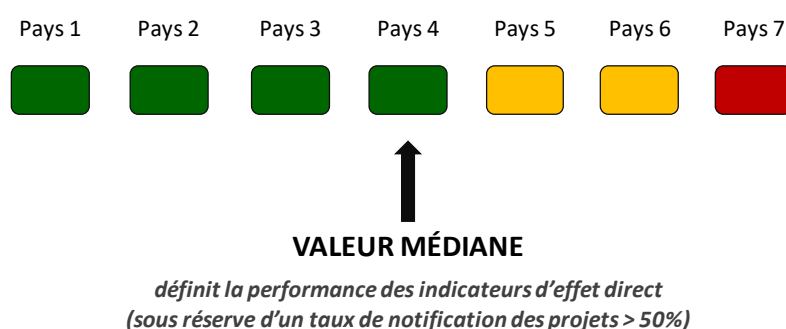 Pays 1 Pays 2 Pays 3 Pays 4 Pays 5 Pays 6 Pays 7
VALEUR MÉDIANE
définit la performance des indicateurs d'effet direct
(sous réserve d'un taux de notification des projets > 50%)